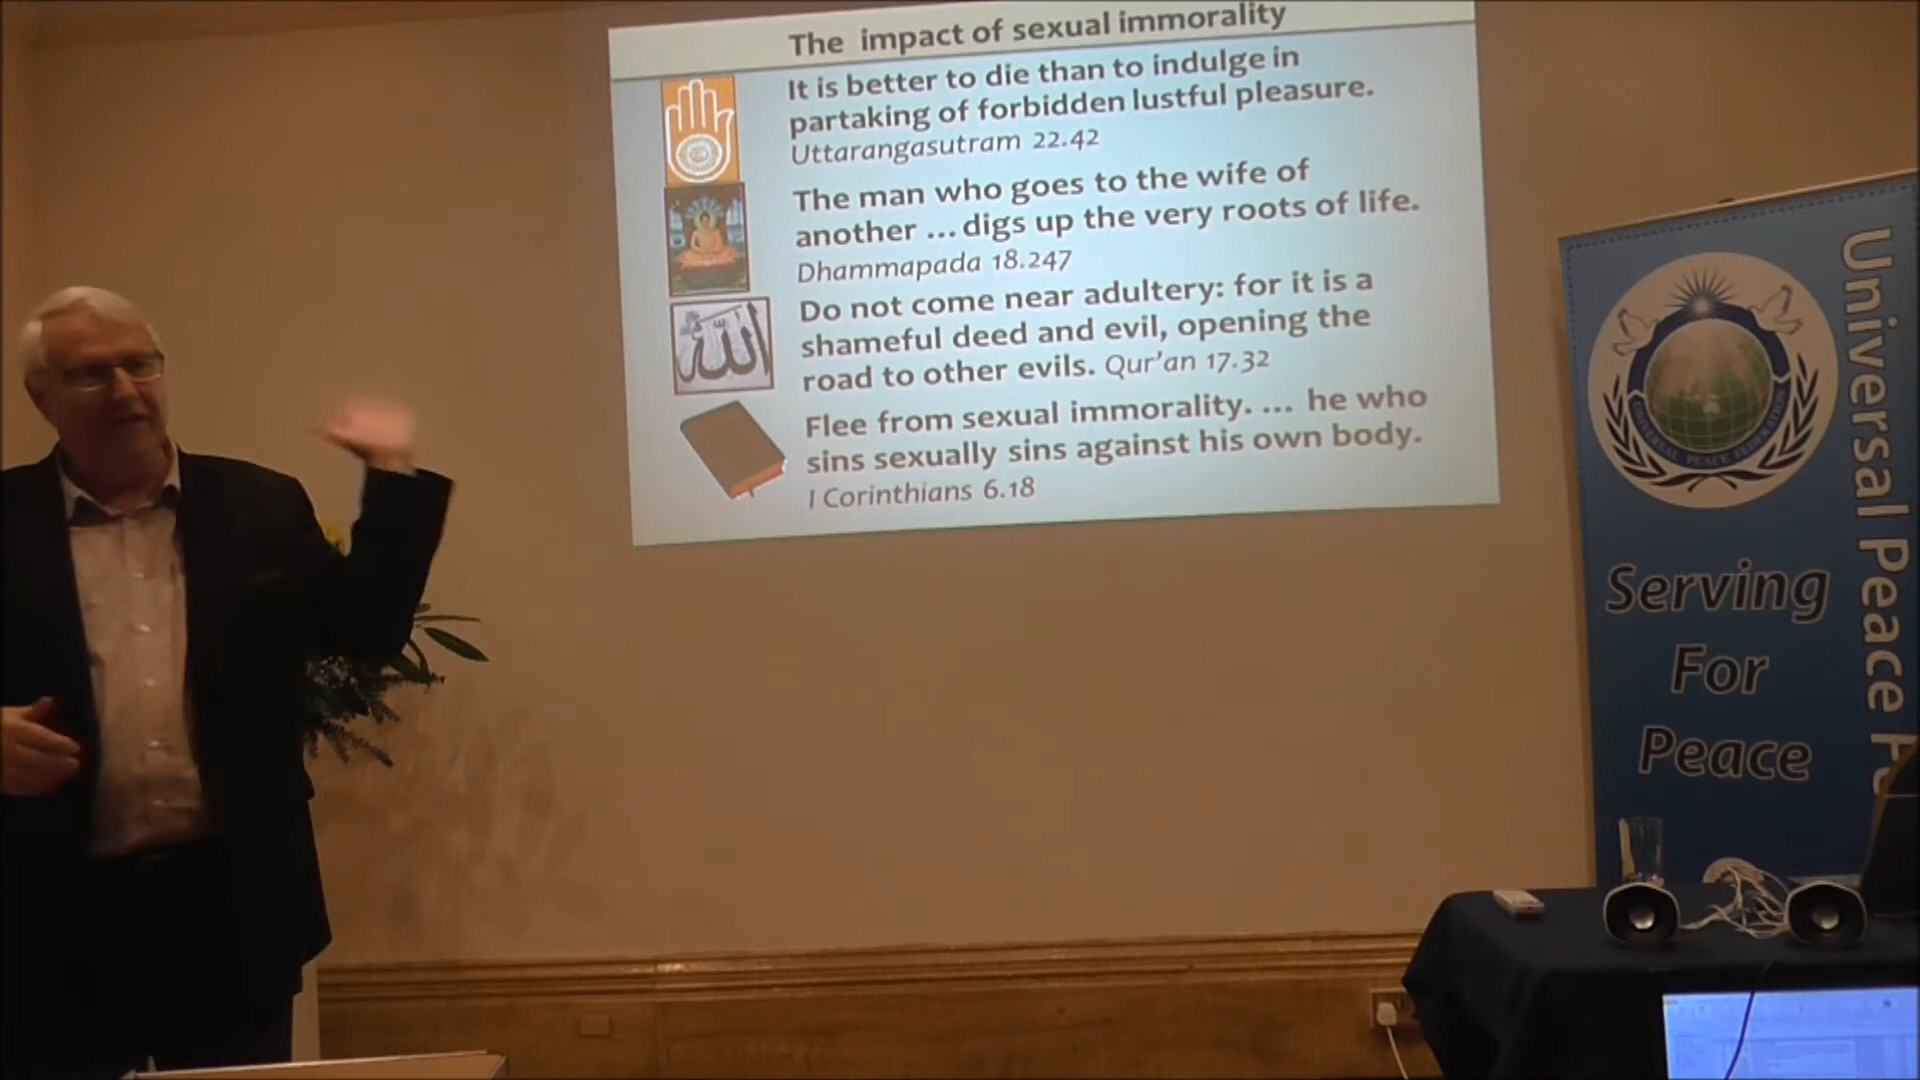 The impact of sexual immorality
It is better to die than to indulge in
partaking of forbidden lustful pleasure.
Uttarangasutram 22.42
The man who goes to the wife of
another ... digs up the very roots of life.
Dhammapada 18.247
Do not come near adultery: for it is a
shameful deed and evil, opening the
road to other evils. Qur'an 17.32
Flee from sexual immorality. ... he who
sins sexually sins against his own body.
I Corinthians 6.18
الله
Universal Peace F
UNIVERSAL PEACE FEDERATION
Serving
For
Peace